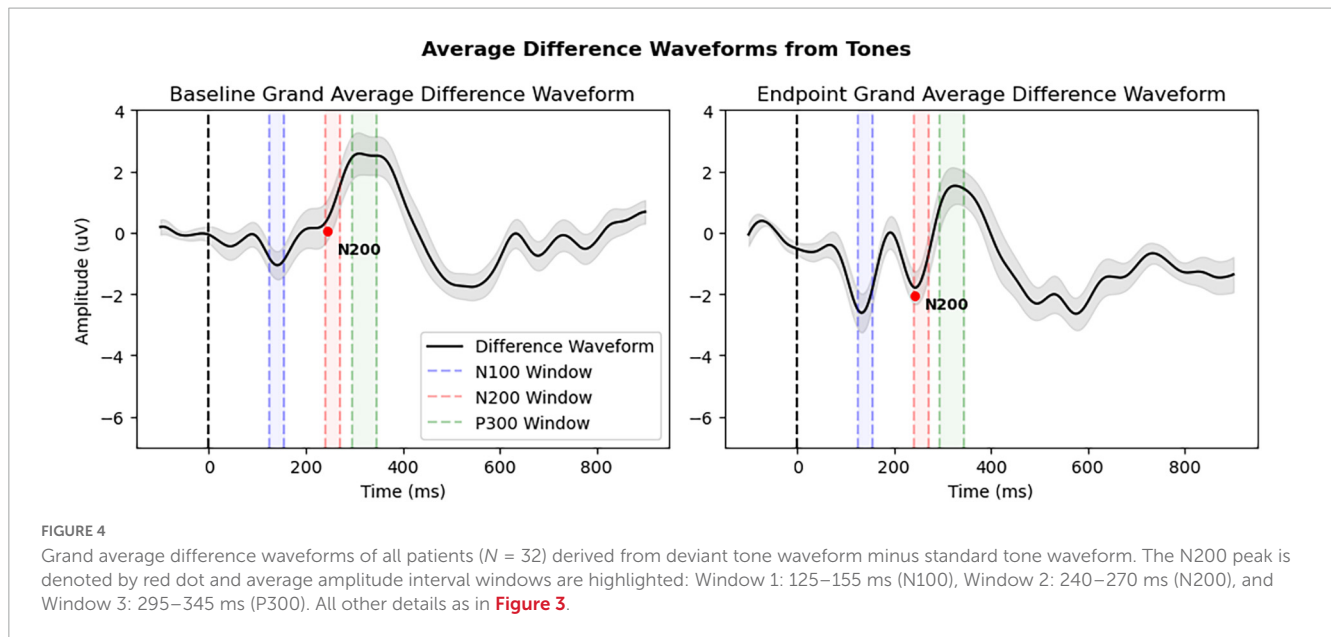 Average Difference Waveforms from Tones
Baseline Grand Average Difference Waveform
Endpoint Grand Average Difference Waveform
4
2
0
−2
−4
−6
Amplitude (uV)
N200
Difference Waveform
N100 Window
N200 Window
P300 Window
0
200
400
600
800
Time (ms)
4
2
0
−2
−4
−6
N200
0
200
400
600
800
Time (ms)
FIGURE 4
Grand average difference waveforms of all patients (N = 32) derived from deviant tone waveform minus standard tone waveform. The N200 peak is
denoted by red dot and average amplitude interval windows are highlighted: Window 1: 125–155 ms (N100), Window 2: 240–270 ms (N200), and
Window 3: 295–345 ms (P300). All other details as in Figure 3.